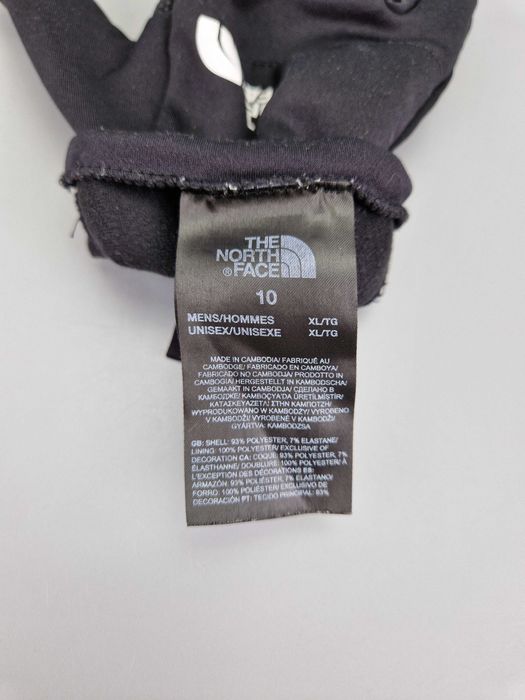 THE
NORTH
FACE
10
MENS/HOMMES XL/TG
UNISEX/UNISEXE XL/TG
MADE IN CAMBODIA/ FABRIQUÉ AU
CAMBODGE/ FABRICADO EN CAMBOYA/
FABRICADO NO CAMBOJA/ PRODOTTO IN
CAMBOGIA/ HERGESTELLT IN KAMBODSCHA/
GEMAAKT IN CAMBODJA/ СДЕЛАНО В
КАМБОДЖЕ/ KAMBOÇYA'DA ÜRETİLMİŞTİR/
ΚΑΤΑΣΚΕΥΑΖΕΤΑΙ ΣΤΗΝ ΚΑΜΠΟΤΖΗ/
WYPRODUKOWANO W KAMBODŻY/ VYROBENO
V KAMBODŽI/ VYROBENÉ V KAMBODŽI/
GYÁRTVA: KAMBODZSA
GB: SHELL: 93% POLYESTER, 7% ELASTANE/
LINING: 100% POLYESTER/ EXCLUSIVE OF
DECORATION CA: COQUE: 93% POLYESTER, 7%
ÉLASTHANNE/ DOUBLURE: 100% POLYESTER/ À
L'EXCEPTION DES DÉCORATIONS ES:
ARMAZÓN: 93% POLIÉSTER, 7% ELASTANO/
FORRO: 100% POLIÉSTER/ EXCLUSIVO DE
DECORACIÓN PT: TECIDO PRINCIPAL: 93%